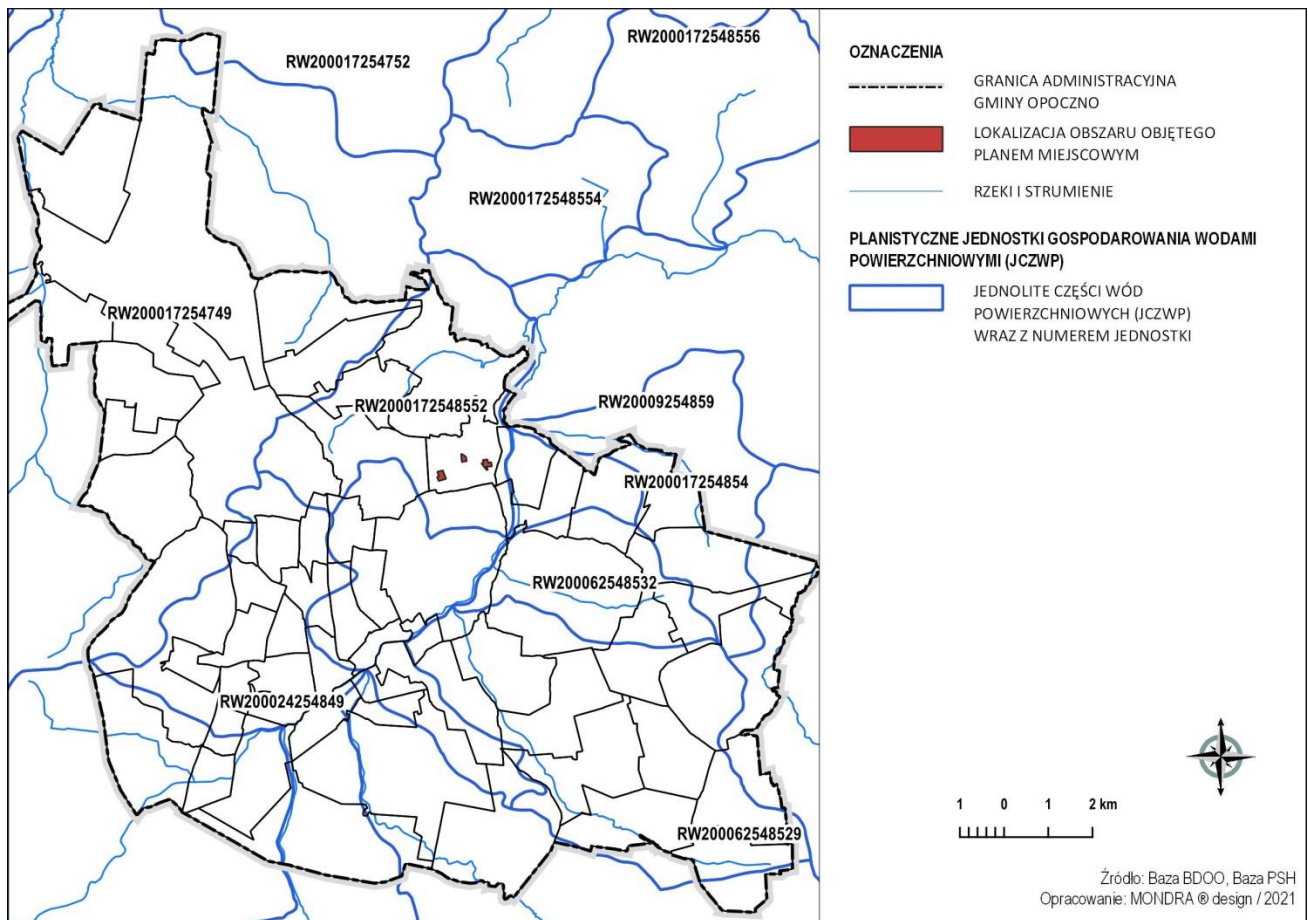 RW2000172548556
RW200017254752
RW2000172548554
RW200017254749
RW2000172548552
RW20009254859
RW200017254854
RW200062548532
RW200024254849
RW200062548529
OZNACZENIA
GRANICA ADMINISTRACYJNA
GMINY OPOCZNO
LOKALIZACJA OBSZARU OBJĘTEGO
PLANEM MIEJSCOWYM
RZEKI I STRUMIENIE
PLANISTYCZNE JEDNOSTKI GOSPODAROWANIA WODAMI
POWIERZCHNIOWYMI (JCZWP)
JEDNOLITE CZĘŚCI WÓD
POWIERZCHNIOWYCH (JCZWP)
WRAZ Z NUMEREM JEDNOSTKI
1 0 1 2 km
Źródło: Baza BDOO, Baza PSH
Opracowanie: MONDRA ® design / 2021